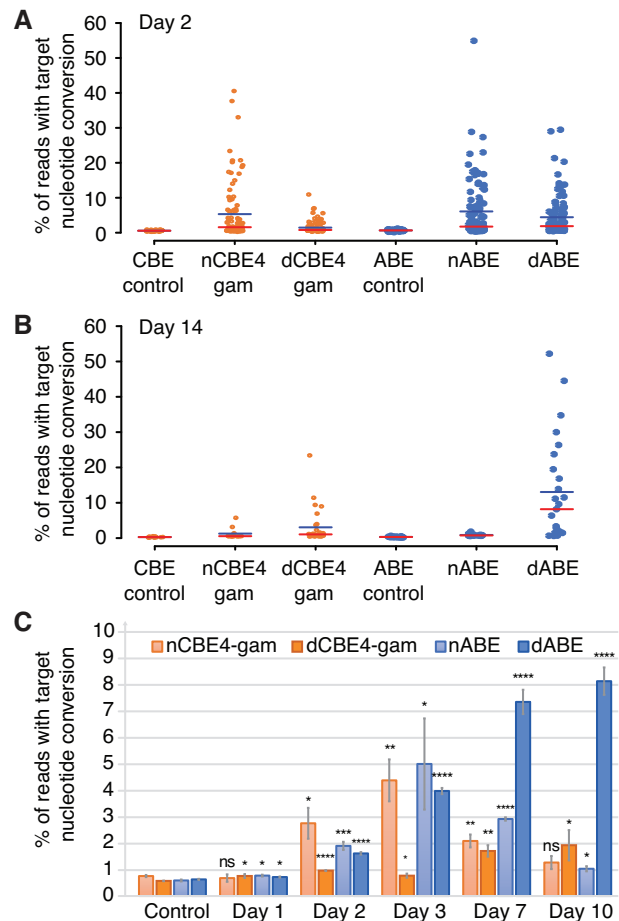 A
Day 2
% of reads with target
nucleotide conversion
60
50
40
30
20
10
0
CBE control
nCBE4 gam
dCBE4 gam
ABE control
nABE
dABE
B
Day 14
% of reads with target
nucleotide conversion
60
50
40
30
20
10
0
CBE control
nCBE4 gam
dCBE4 gam
ABE control
nABE
dABE
C
% of reads with target
nucleotide conversion
10
9
8
7
6
5
4
3
2
1
0
nCBE4-gam dCBE4-gam nABE dABE
ns * * *
* **** *** ****
** * * ****
** ** **** ****
ns * * ****
Control Day 1 Day 2 Day 3 Day 7 Day 10